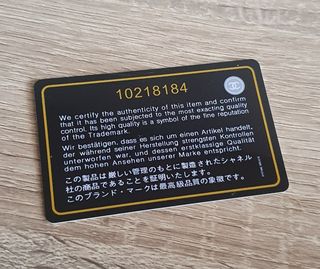 10218184
We certify the authenticity of this item and confirm
that it has been subjected to the most exacting quality
control. Its high quality is a symbol of the fine reputation
of the Trademark.
Wir bestätigen, dass es sich um einen Artikel handelt,
der während seiner Herstellung strengsten Kontrollen
unterworfen war, und dessen erstklassige Qualität
dem hohen Ansehen unserer Marke entspricht.
この製品は厳しい管理のもとに製造されたシャネル
社の商品であることを証明いたします。
このブランド・マークは最高級品質の象徴です。